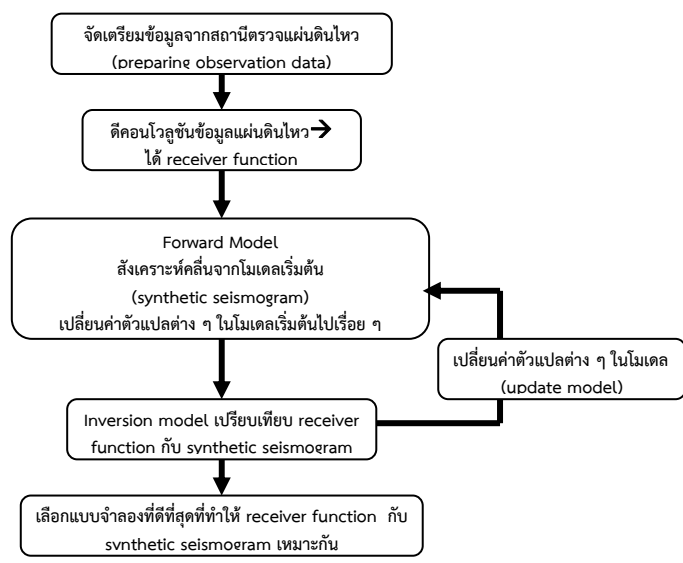 จัดเตรียมข้อมูลจากสถานีตรวจแผ่นดินไหว
(preparing observation data)
ดีคอนโวลูชันข้อมูลแผ่นดินไหว→
ได้ receiver function
Forward Model
สังเคราะห์คลื่นจากโมเดลเริ่มต้น
(synthetic seismogram)
เปลี่ยนค่าตัวแปลต่าง ๆ ในโมเดลเริ่มต้นไปเรื่อย ๆ
เปลี่ยนค่าตัวแปลต่าง ๆ ในโมเดล
(update model)
Inversion model เปรียบเทียบ receiver
function กับ synthetic seismogram
เลือกแบบจำลองที่ดีที่สุดที่ทำให้ receiver function กับ
synthetic seismogram เหมาะกัน